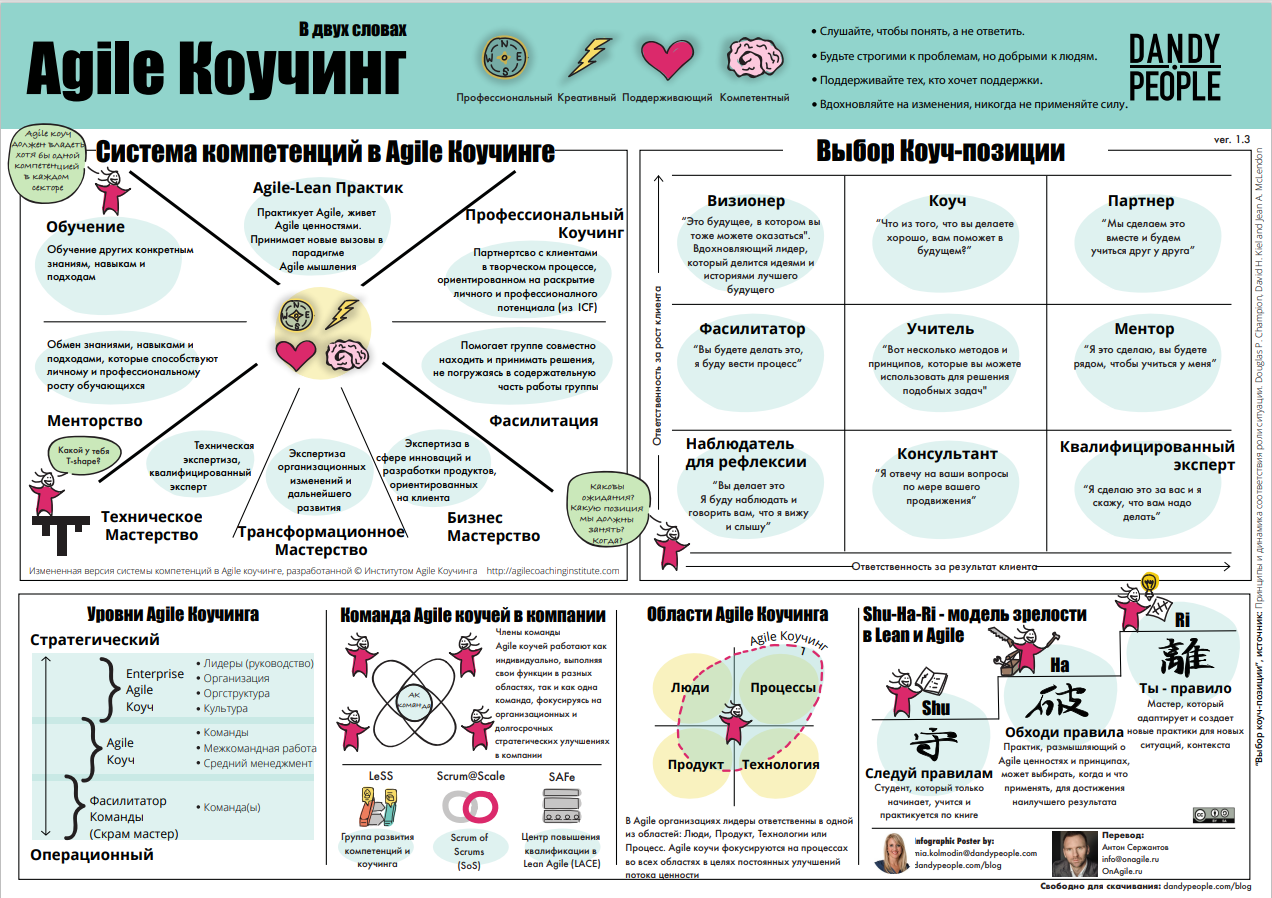 В двух словах
Agile Коучинг
Профессиональный
Креативный
Поддерживающий
Компетентный
• Слушайте, чтобы понять, а не ответить.
• Будьте строгими к проблемам, но добрыми к людям.
• Поддерживайте тех, кто хочет поддержки.
• Вдохновляйте на изменения, никогда не применяйте силу.
DANDY
PEOPLE
ver. 1.3
Agile коуч
должен владеть
хотя бы одной
компетенцией
в каждом
секторе
Система компетенций в Agile Коучинге
Agile-Lean Практик
Практикует Agile, живет
Agile ценностями.
Принимает новые вызовы в
парадигме
Agile мышления
Обучение
Обучение других конкретным
знаниям, навыкам и
подходам
Профессиональный
Коучинг
Партнертсво с клиентами
в творческом процессе,
ориентированном на раскрытие
личного и профессионалного
потенциала (из ICF)
Обмен знаниями, навыками и
подходами, которые способствуют
личному и профессиональному
росту обучающихся
Менторство
Помогает группе совместно
находить и принимать решения,
не погружаясь в содержательную
часть работы группы
Фасилитация
Какой у тебя
T-shape?
Техническая
экспертиза,
квалифицированный
эксперт
Техническое
Мастерство
Экспертиза
организационных
изменений и
дальнейшего
развития
Трансформационное
Мастерство
Экспертиза в
сфере инноваций и
разработки продуктов,
ориентированных
на клиента
Бизнес
Мастерство
Каковы
ожидания?
Какую позицию
мы должны
занять?
Когда?
Измененная версия системы компетенций в Agile коучинге, разработанной © Институтом Agile Коучинга http://agilecoachinginstitute.com
Выбор Коуч-позиции
Ответственность за рост клиента
Визионер
“Это будущее, в котором вы
тоже можете оказаться".
Вдохновляющий лидер,
который делится идеями и
историями лучшего
будущего
Коуч
“Что из того, что вы делаете
хорошо, вам поможет в
будущем?”
Партнер
“Мы сделаем это
вместе и будем
учиться друг у друга”
Фасилитатор
“Вы будете делать это,
я буду вести процесс”
Учитель
“Вот несколько методов и
принципов, которые вы можете
использовать для решения
подобных задач"
Ментор
“Я это сделаю, вы будете
рядом, чтобы учиться у меня”
Наблюдатель
для рефлексии
“Вы делает это
Я буду наблюдать и
говорить вам, что я вижу
и слышу”
Консультант
“Я отвечу на ваши вопросы
по мере вашего
продвижения”
Квалифицированный
эксперт
“Я сделаю это за вас и я
скажу, что вам надо
делать”
Ответственность за результат клиента
“Выбор коуч-позиции”, источник: Принципы и динамика соответствия роли ситуации. Douglas P. Champion, David H. Kiel and Jean A. McLendon
Уровни Agile Коучинга
Стратегический
Enterprise
Agile
Коуч
• Лидеры (руководство)
• Организация
• Оргструктура
• Культура
Agile
Коуч
• Команды
• Межкомандная работа
• Средний менеджмент
Фасилитатор
Команды
(Скрам мастер)
• Команда(ы)
Операционный
Команда Agile коучей в компании
АК
команда
Члены команды
Agile коучей работают как
индивидуально, выполняя
свои функции в разных
областях, так и как одна
команда, фокусируясь на
организационных и
долгосрочных
стратегических улучшениях
в компании
LeSS
Группа развития
компетенций и
коучинга
Scrum@Scale
Scrum of
Scrums
(SoS)
SAFe
Центр повышения
квалификации в
Lean Agile (LACE)
Области Agile Коучинга
Agile Коучинг
Люди
Процессы
Продукт
Технология
В Agile организациях лидеры ответственны в одной
из областей: Люди, Продукт, Технологии или
Процесс. Agile коучи фокусируются на процессах
во всех областях в целях постоянных улучшений
потока ценности
Shu-Ha-Ri - модель зрелости
в Lean и Agile
Shu
守
Следуй правилам
Студент, который только
начинает, учится и
практикуется по книге
Ha
破
Обходи правила
Практик, размышляющий о
Agile ценностях и принципах,
может выбирать, когда и что
применять, для достижения
наилучшего результата
Ri
離
Ты - правило
Мастер, который
адаптирует и создает
новые практики для новых
ситуаций, контекста
Infographic Poster by:
mia.kolmodin@dandypeople.com
dandypeople.com/blog
Перевод:
Антон Сержантов
info@onagile.ru
OnAgile.ru
Свободно для скачивания: dandypeople.com/blog